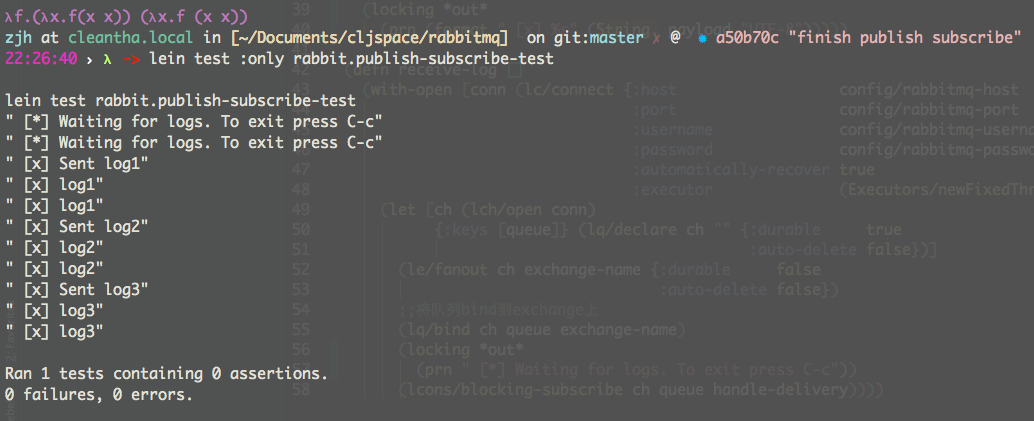 λf.(λx.f(x x)) (λx.f (x x))
zjh at cleantha.local in [~/Documents/cljspace/rabbitmq] on git:master ✗ @ ● a50b70c "finish publish subscribe"
22:26:40 › λ -> lein test :only rabbit.publish-subscribe-test
lein test rabbit.publish-subscribe-test
" [*] Waiting for logs. To exit press C-c"
" [*] Waiting for logs. To exit press C-c"
" [x] Sent log1"
" [x] log1"
" [x] log1"
" [x] Sent log2"
" [x] log2"
" [x] log2"
" [x] Sent log3"
" [x] log3"
" [x] log3"
Ran 1 tests containing 0 assertions.
0 failures, 0 errors.
39 (locking *out*
(defn receive-log []
(with-open [conn (lc/connect {:host config/rabbitmq-host
:port config/rabbitmq-port
:username config/rabbitmq-userna
:password config/rabbitmq-passwo
47 :automatically-recover true
48 :executor (Executors/newFixedThr
49 (let [ch (lch/open conn)
50 {:keys [queue]} (lq/declare ch "" {:durable true
51 :auto-delete false})]
52 (le/fanout ch exchange-name {:durable false
53 :auto-delete false})
54 ;;将队列bind到exchange上
55 (lq/bind ch queue exchange-name)
56 (locking *out*
57 (prn " [*] Waiting for logs. To exit press C-c"))
58 (lcons/blocking-subscribe ch queue handle-delivery))))